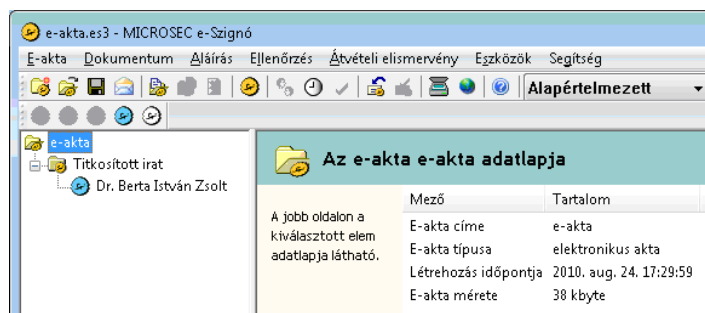 e-akta.es3 - MICROSEC e-Szignó
E-akta Dokumentum Aláírás Ellenőrzés Átvételi elismervény Eszközök Segítség
Alapértelmezett
e-akta
Titkosított irat
Dr. Berta István Zsolt
Az e-akta e-akta adatlapja
A jobb oldalon a
kiválasztott elem
adatlapja látható.
Mező Tartalom
E-akta címe e-akta
E-akta típusa elektronikus akta
Létrehozás időpontja 2010. aug. 24. 17:29:59
E-akta mérete 38 kbyte